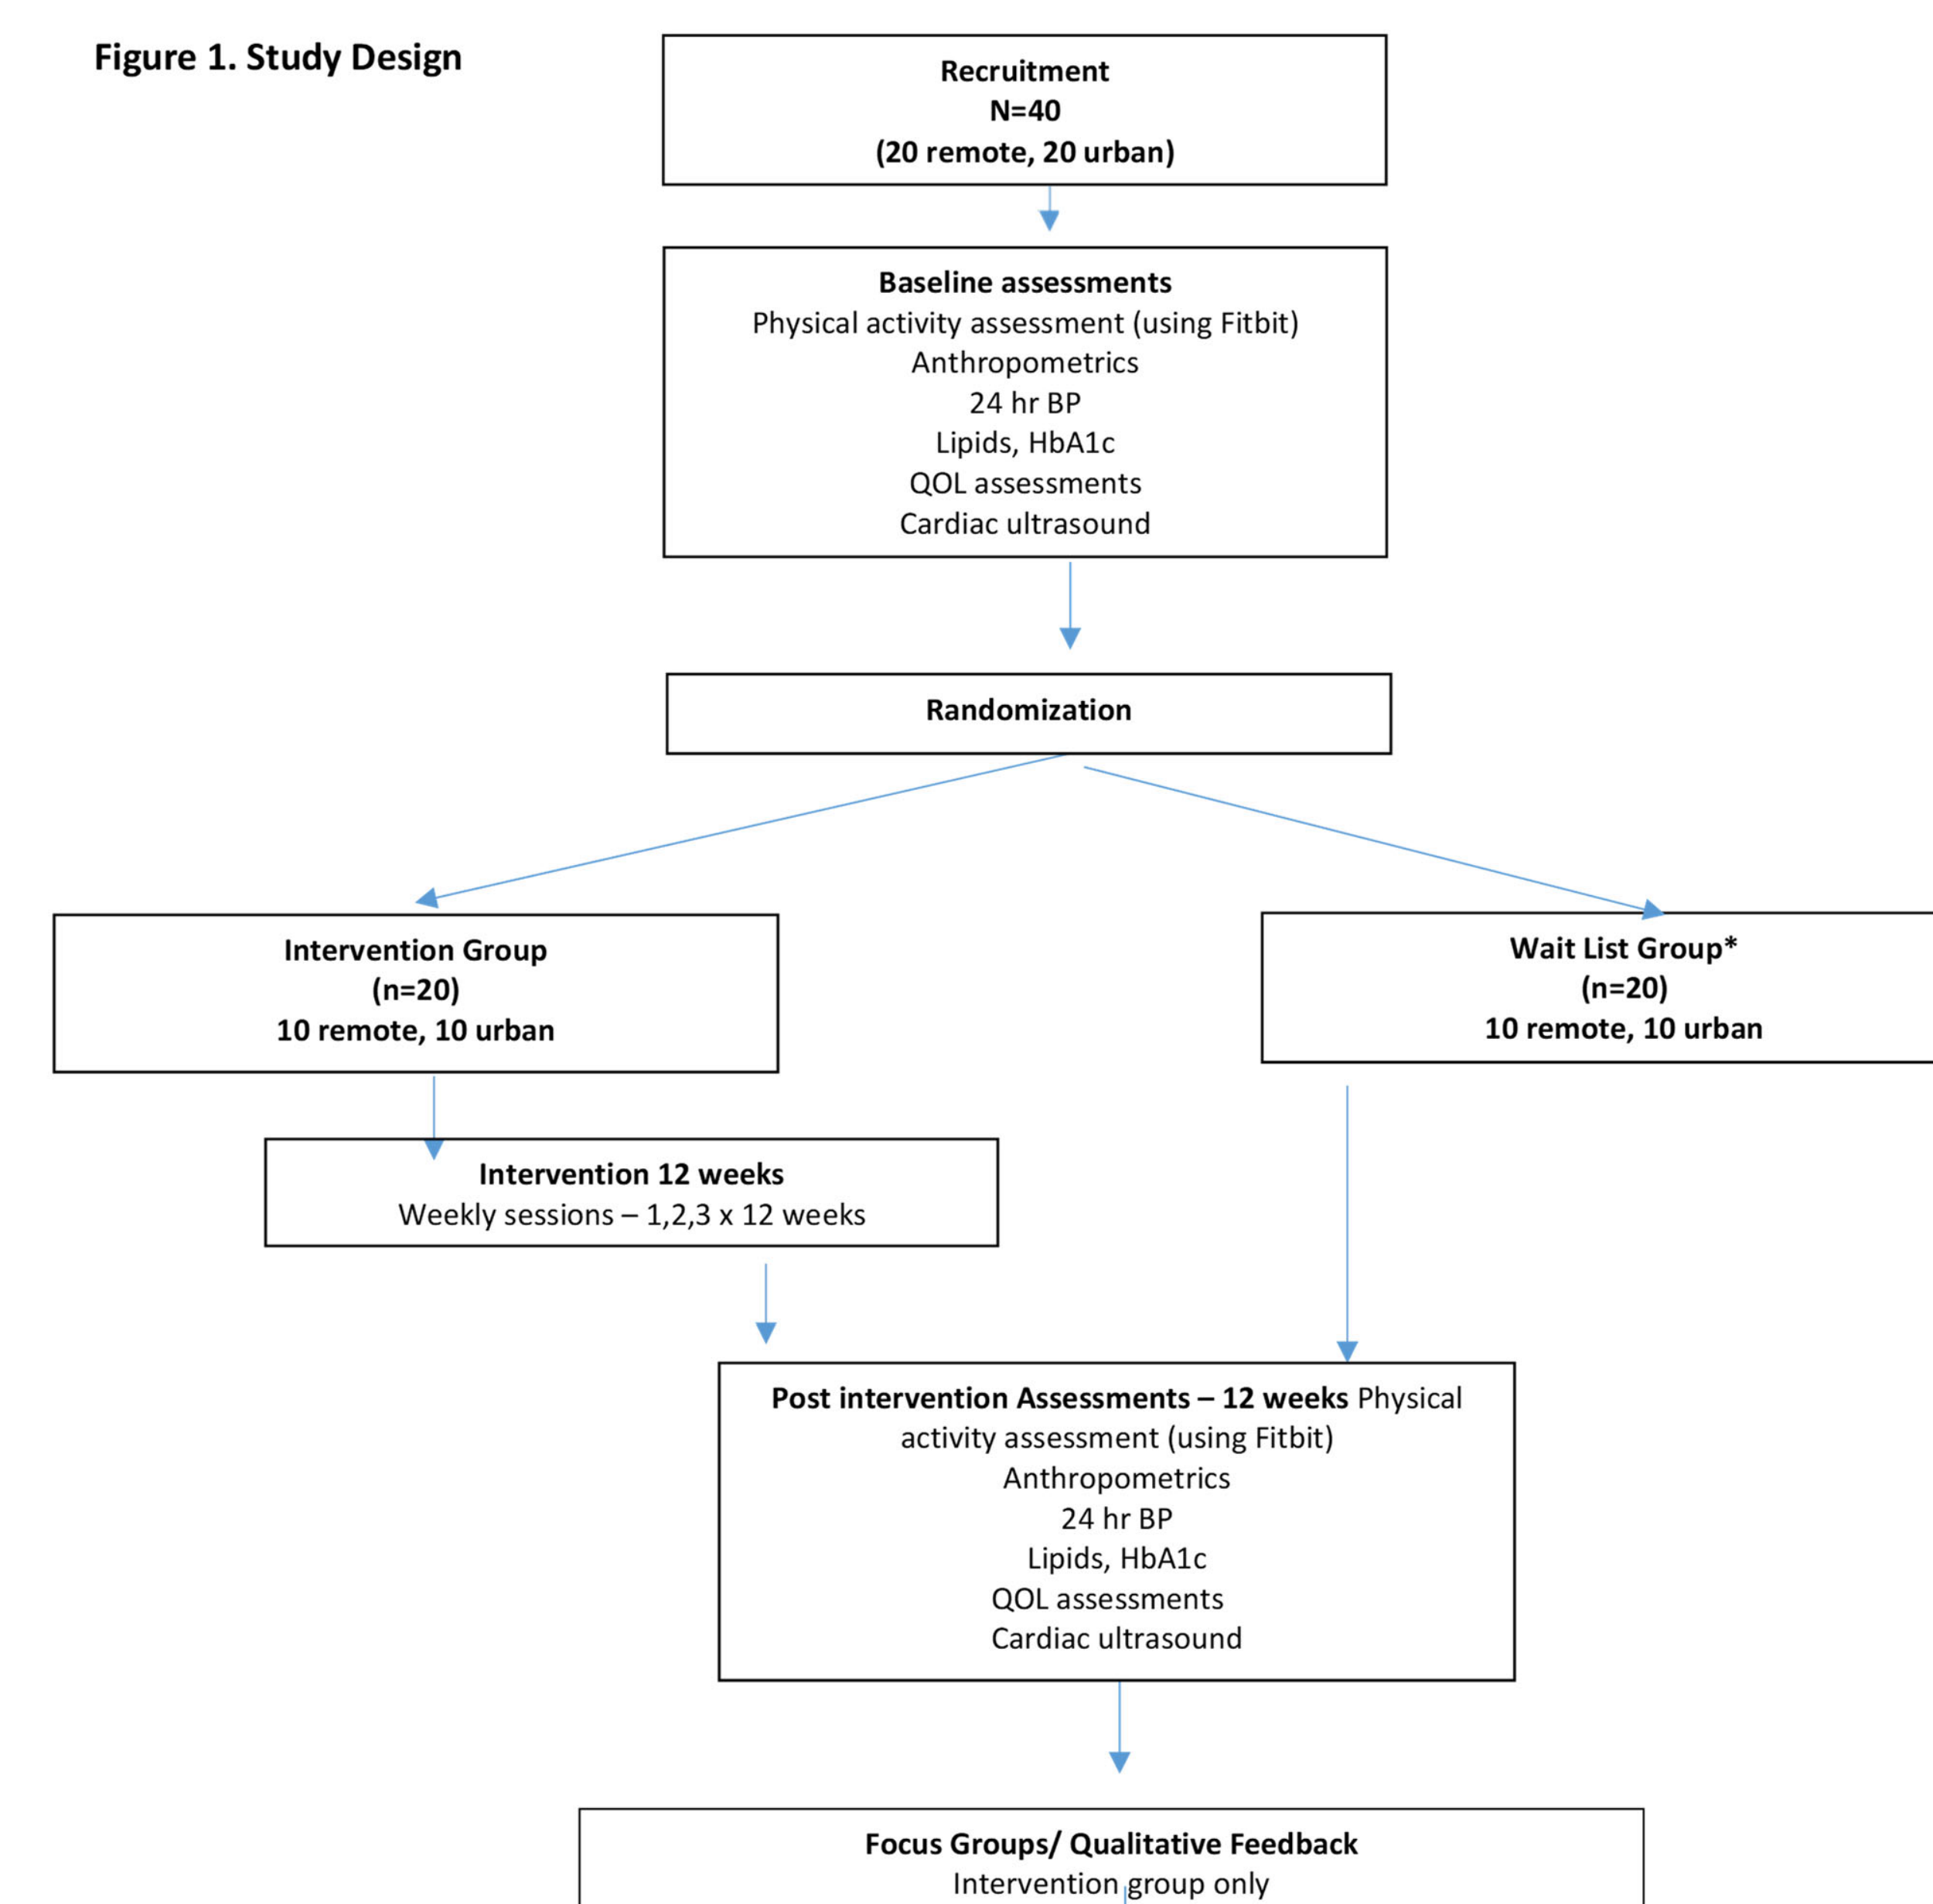 Figure 1. Study Design
Recruitment
N=40
(20 remote, 20 urban)
Baseline assessments
Physical activity assessment (using Fitbit)
Anthropometrics
24 hr BP
Lipids, HbA1c
QOL assessments
Cardiac ultrasound
Randomization
Intervention Group
(n=20)
10 remote, 10 urban
Wait List Group*
(n=20)
10 remote, 10 urban
Intervention 12 weeks
Weekly sessions – 1,2,3 x 12 weeks
Post intervention Assessments – 12 weeks Physical
activity assessment (using Fitbit)
Anthropometrics
24 hr BP
Lipids, HbA1c
QOL assessments
Cardiac ultrasound
Focus Groups/ Qualitative Feedback
Intervention group only